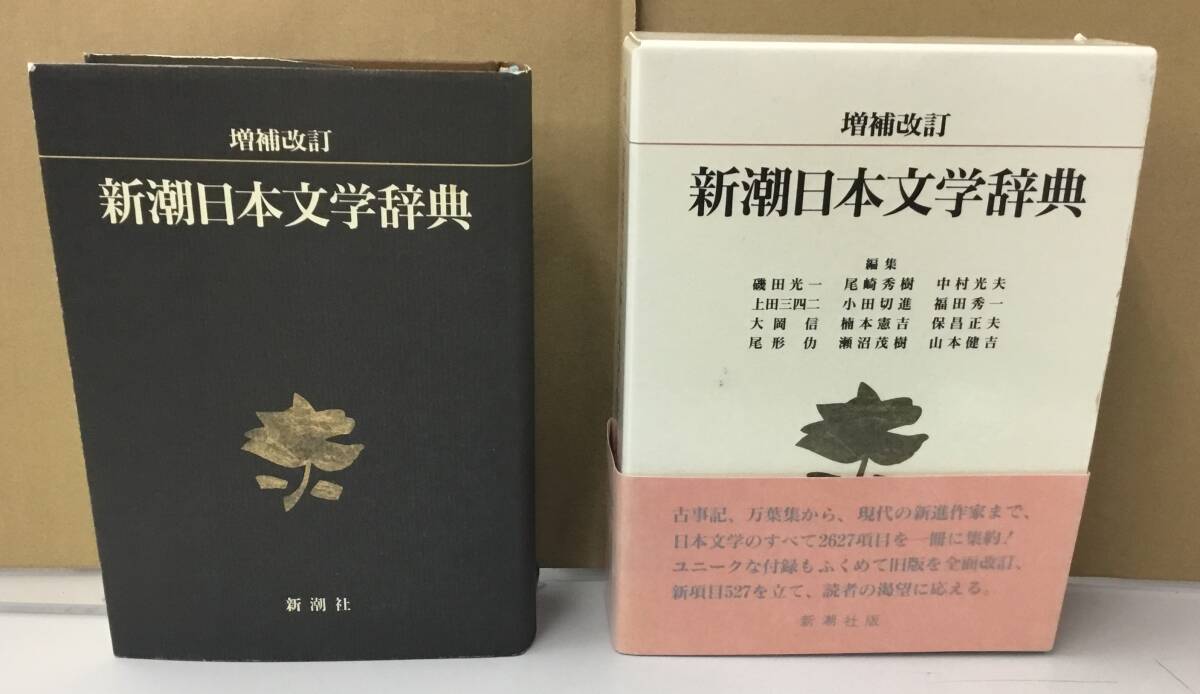 増補改訂
新潮日本文学辞典
新潮社
増補改訂
新潮日本文学辞典
編集
磯田光一 尾崎秀樹 中村光夫
上田三四二 小田切進 福田秀一
大岡信 楠本憲吉 保昌正夫
尾形仂 瀬沼茂樹 山本健吉
古事記、万葉集から、現代の新進作家まで、
日本文学のすべて2627項目を一冊に集約!
ユニークな付録もふくめて旧版を全面改訂、
新項目527を立て、読者の渇望に応える。
新潮社版